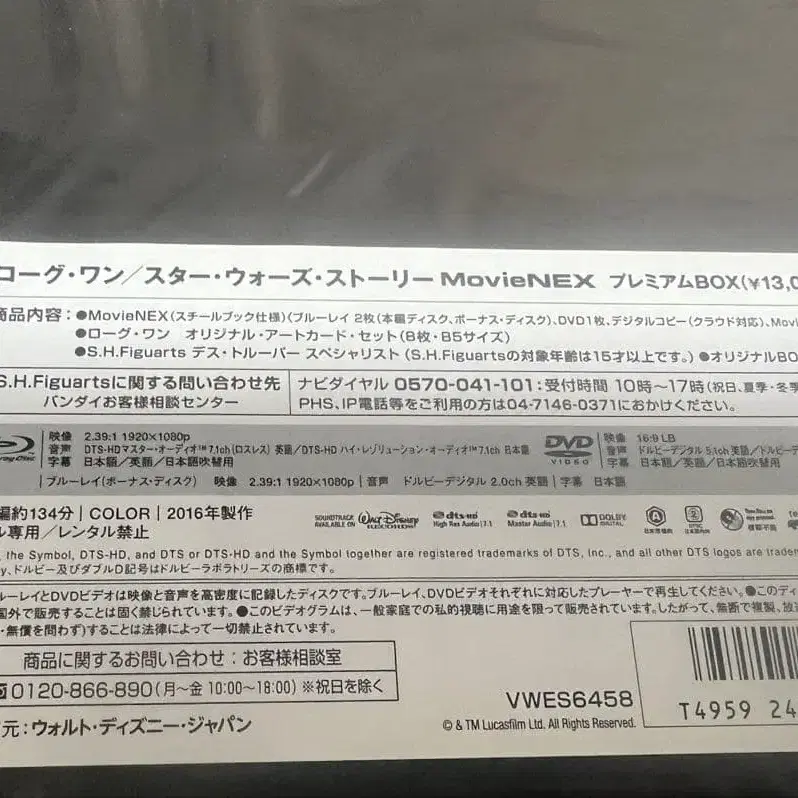 ローグ・ワン／スター・ウォーズ・ストーリー MovieNEX プレミアムBOX(¥13,0
商品内容：●MovieNEX(スチールブック仕様)(ブルーレイ 2枚(本編ディスク、ボーナス・ディスク)、DVD1枚、デジタルコピー(クラウド対応)、Movi
●ローグ・ワン オリジナル・アートカード・セット(8枚・B5サイズ)
●S.H.Figuarts デス・トルーパー スペシャリスト(S.H.Figuartsの対象年齢は15才以上です。) ●オリジナルBO
S.H.Figuartsに関する問い合わせ先
バンダイお客様相談センター
ナビダイヤル 0570-041-101：受付時間 10時～17時(祝日、夏季・冬季
PHS、IP電話等をご利用の方は04-7146-0371におかけください。
映像 2.39:1 1920×1080p
音声 DTS-HDマスター・オーディオ™7.1ch(ロスレス) 英語／DTS-HD ハイ・レゾリューション・オーディオ™7.1ch 日本語
字幕 日本語／英語／日本語吹替用
DVD VIDEO
映像 16:9 LB
音声 ドルビーデジタル 5.1ch 英語／ドルビーデ
字幕 日本語／英語／日本語吹替用
ブルーレイ(ボーナス・ディスク) 映像 2.39:1 1920×1080p｜音声 ドルビーデジタル 2.0ch 英語｜字幕 日本語
編約134分｜COLOR｜2016年製作
ル専用／レンタル禁止
SOUNDTRACK AVAILABLE ON WALT DISNEY RECORDS
dts-HD High Res Audio|7.1
dts-HD Master Audio|7.1
DOLBY DIGITAL
複製不能
, the Symbol, DTS-HD, and DTS or DTS-HD and the Symbol together are registered trademarks of DTS, Inc., and all other DTS logos are tradem
y、ドルビー及びダブルD記号はドルビーラボラトリーズの商標です。
ルーレイとDVDビデオは映像と音声を高密度に記録したディスクです。ブルーレイ、DVDビデオそれぞれに対応したプレーヤーで再生してください。●このディ
国外で販売することは固く禁じられています。●このビデオグラムは、一般家庭での私的視聴に用途を限って販売されています。したがって、無断で複製、放送
・無償を問わず)することは法律によって一切禁止されています。
商品に関するお問い合わせ：お客様相談室
0120-866-890(月～金 10:00～18:00) ※祝日を除く
元：ウォルト・ディズニー・ジャパン
VWES6458
© & TM Lucasfilm Ltd. All Rights Reserved.
T4959 24